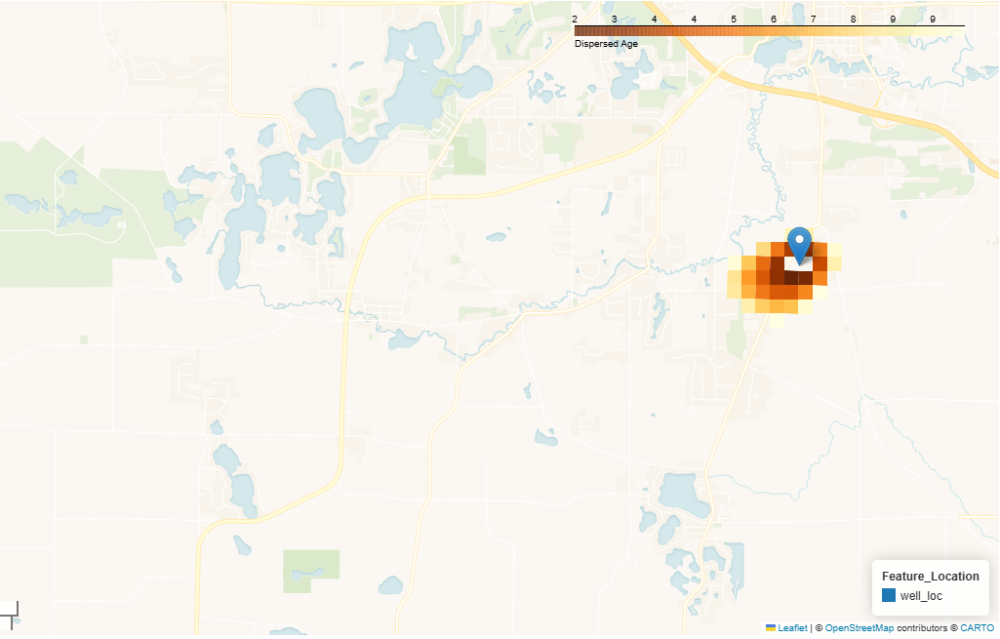 2 3 4 4 5 6 7 8 9 9
Dispersed Age
Feature_Location
well_loc
Leaflet | © OpenStreetMap contributors © CARTO